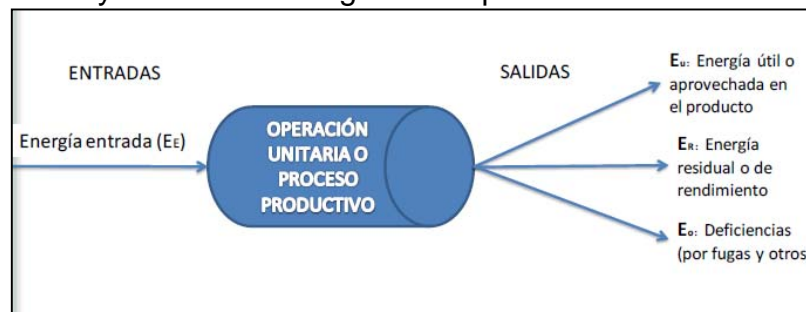 ENTRADAS
SALIDAS
Energía entrada (EE)
OPERACIÓN
UNITARIA O
PROCESO
PRODUCTIVO
Eu: Energía útil o
aprovechada en
el producto
ER: Energía
residual o de
rendimiento
Eo: Deficiencias
(por fugas y otros